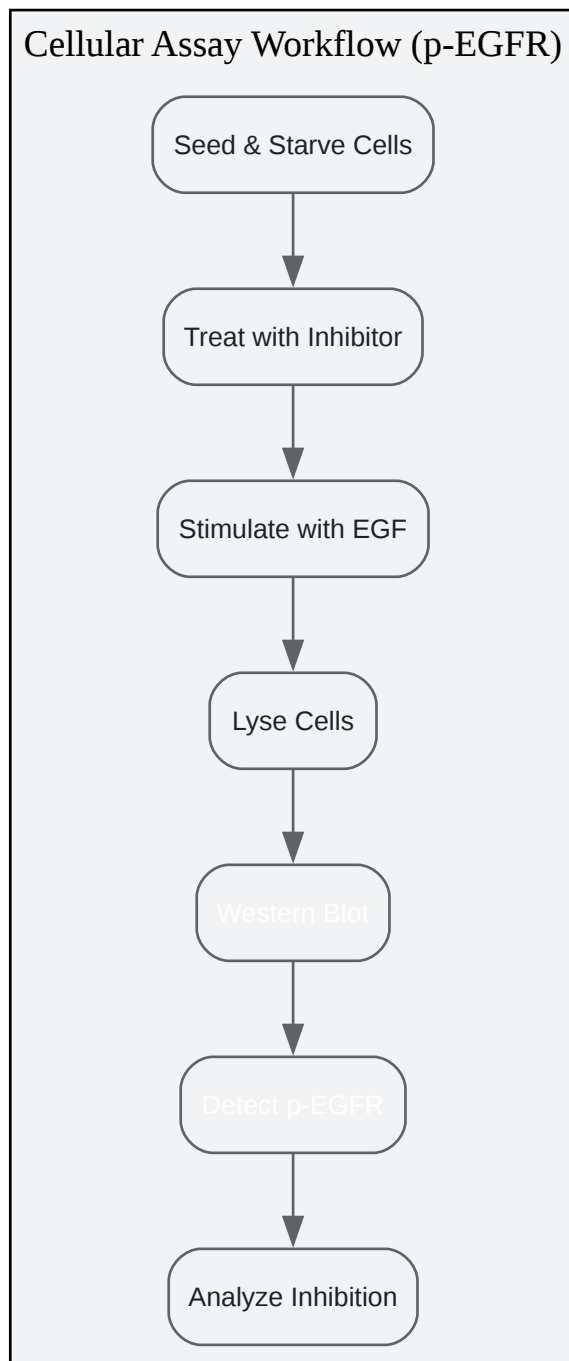 Cellular Assay Workflow (p-EGFR)
Seed & Starve Cells
Treat with Inhibitor
Stimulate with EGF
Lyse Cells
Western Blot
Detect p-EGFR
Analyze Inhibition